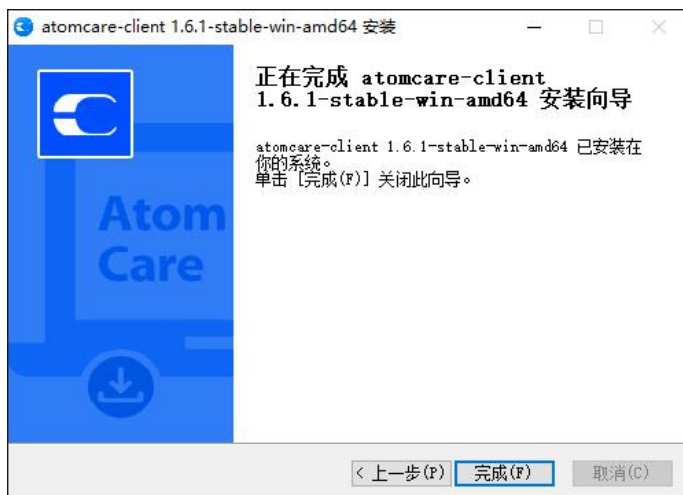 atomcare-client 1.6.1-stable-win-amd64 安装
正在完成 atomcare-client
1.6.1-stable-win-amd64 安装向导
atomcare-client 1.6.1-stable-win-amd64 已安装在
你的系统。
单击 [完成(F)] 关闭此向导。
Atom
Care
< 上一步(P)
完成(F)
取消(C)